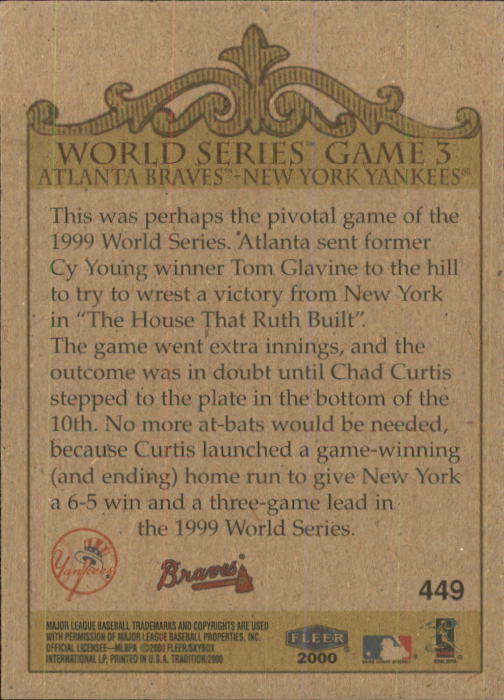 WORLD SERIES™ GAME 3
ATLANTA BRAVES™-NEW YORK YANKEES®
This was perhaps the pivotal game of the
1999 World Series. Atlanta sent former
Cy Young winner Tom Glavine to the hill
to try to wrest a victory from New York
in “The House That Ruth Built”.
The game went extra innings, and the
outcome was in doubt until Chad Curtis
stepped to the plate in the bottom of the
10th. No more at-bats would be needed,
because Curtis launched a game-winning
(and ending) home run to give New York
a 6-5 win and a three-game lead in
the 1999 World Series.
Yankees
Braves
449
MAJOR LEAGUE BASEBALL TRADEMARKS AND COPYRIGHTS ARE USED
WITH PERMISSION OF MAJOR LEAGUE BASEBALL PROPERTIES, INC.
OFFICIAL LICENSEE—MLBPA ©2000 FLEER/SKYBOX
INTERNATIONAL LP, PRINTED IN U.S.A. TRADITION/2000
FLEER
2000